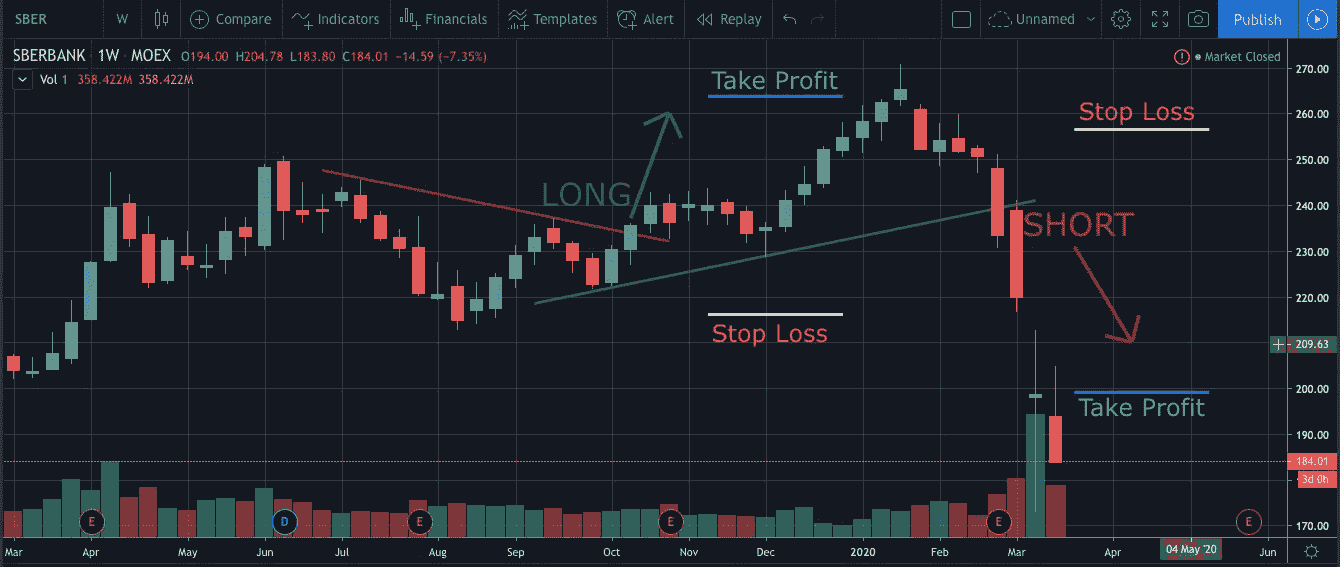 SBER W Compare Indicators Financials Templates Alert Replay Unnamed Publish
SBERBANK · 1W · MOEX O194.00 H204.78 L183.80 C184.01 −14.59 (−7.35%) Market Closed
Vol 1 358.422M 358.422M
Take Profit
Stop Loss
LONG
SHORT
Stop Loss
Take Profit
270.00
260.00
250.00
240.00
230.00
220.00
209.63
200.00
190.00
184.01
3d 0h
170.00
E D E E E E
Mar Apr May Jun Jul Aug Sep Oct Nov Dec 2020 Feb Mar Apr 04 May '20 Jun